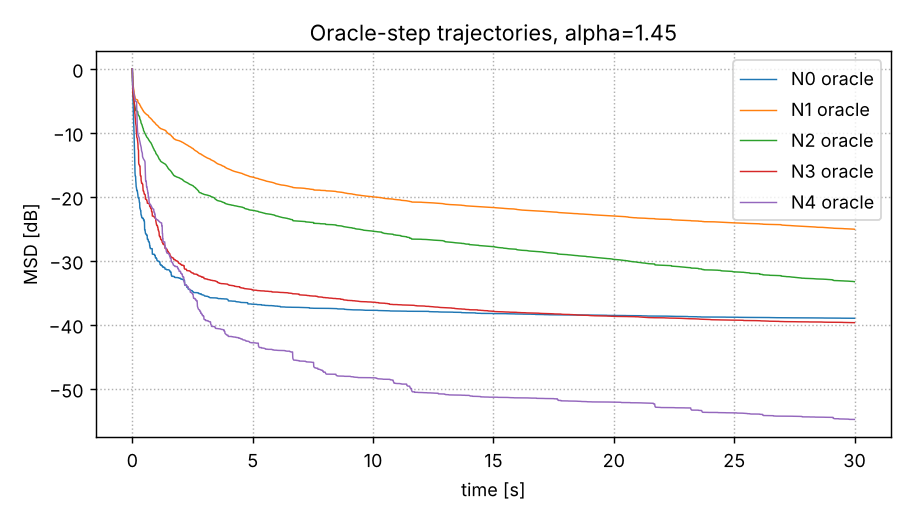 Oracle-step trajectories, alpha=1.45
MSD [dB]
0
−10
−20
−30
−40
−50
N0 oracle
N1 oracle
N2 oracle
N3 oracle
N4 oracle
0 5 10 15 20 25 30
time [s]